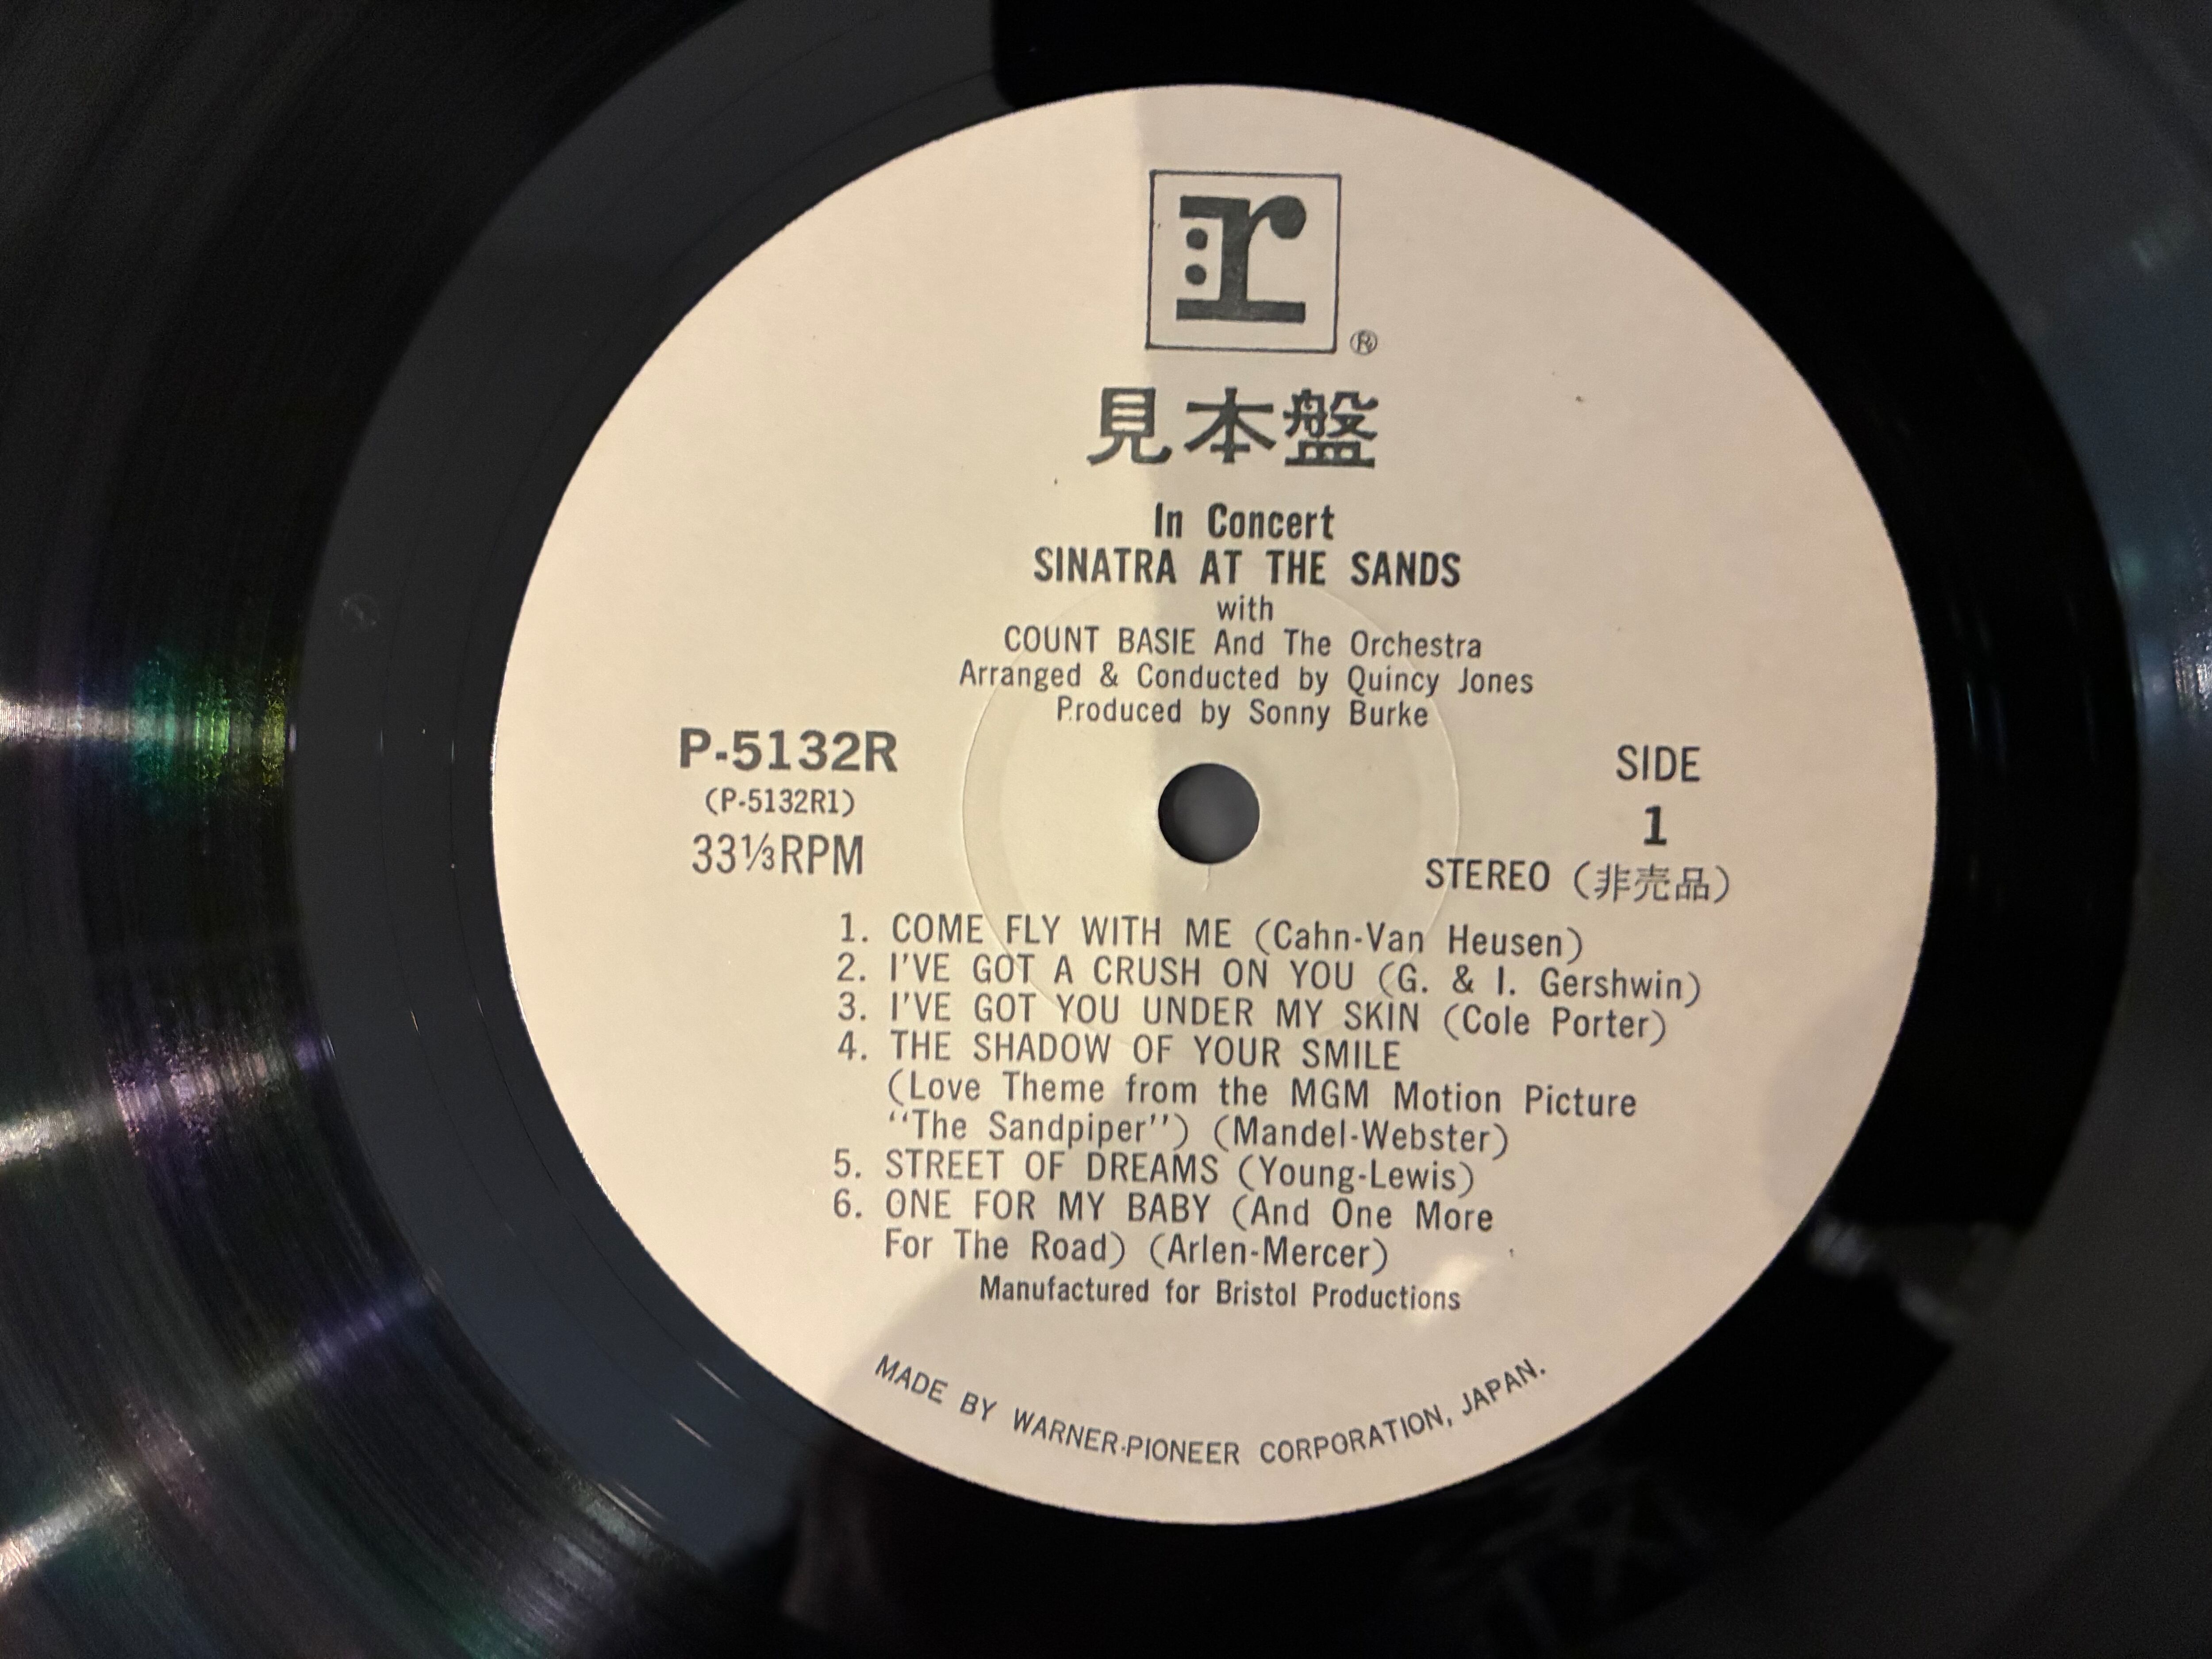 r
®
見本盤
In Concert
SINATRA AT THE SANDS
with
COUNT BASIE And The Orchestra
Arranged & Conducted by Quincy Jones
Produced by Sonny Burke
P-5132R
(P-5132R1)
33⅓RPM
SIDE
1
STEREO (非売品)
1. COME FLY WITH ME (Cahn-Van Heusen)
2. I'VE GOT A CRUSH ON YOU (G. & I. Gershwin)
3. I'VE GOT YOU UNDER MY SKIN (Cole Porter)
4. THE SHADOW OF YOUR SMILE
(Love Theme from the MGM Motion Picture
"The Sandpiper") (Mandel-Webster)
5. STREET OF DREAMS (Young-Lewis)
6. ONE FOR MY BABY (And One More
For The Road) (Arlen-Mercer)
Manufactured for Bristol Productions
MADE BY WARNER-PIONEER CORPORATION, JAPAN.